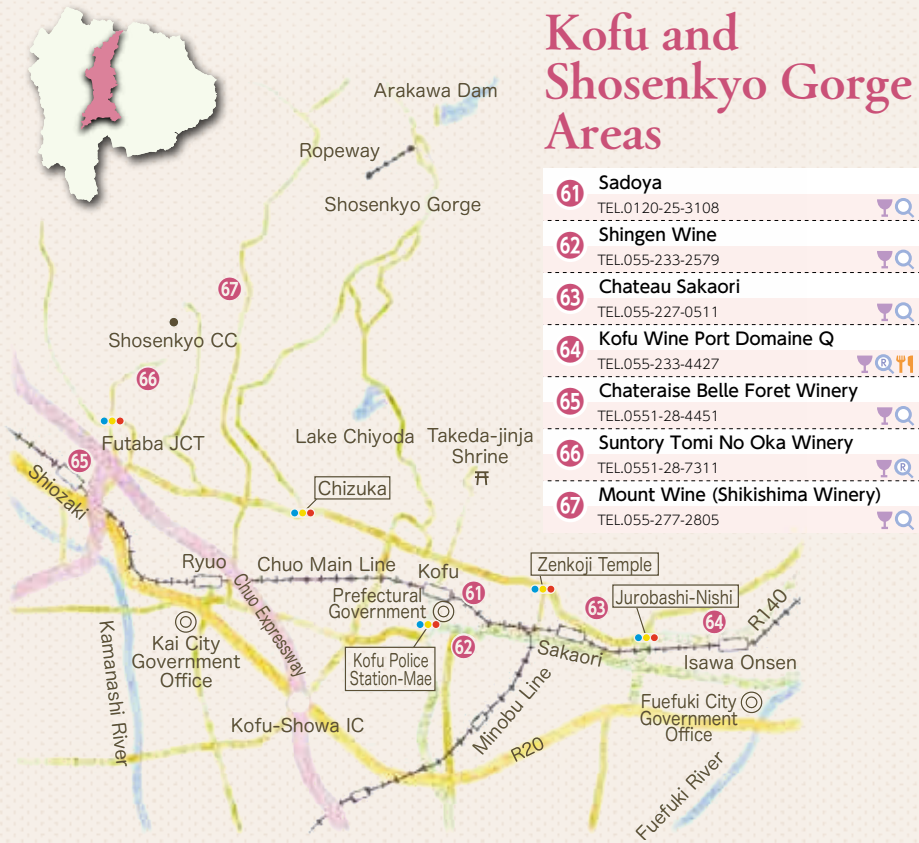 Kofu and
Shosenkyo Gorge
Areas
61 Sadoya
TEL.0120-25-3108
62 Shingen Wine
TEL.055-233-2579
63 Chateau Sakaori
TEL.055-227-0511
64 Kofu Wine Port Domaine Q
TEL.055-233-4427
R
65 Chateraise Belle Foret Winery
TEL.0551-28-4451
66 Suntory Tomi No Oka Winery
TEL.0551-28-7311
R
67 Mount Wine (Shikishima Winery)
TEL.055-277-2805
Arakawa Dam
Ropeway
Shosenkyo Gorge
67
Shosenkyo CC
66
Futaba JCT
65
Shiozaki
Lake Chiyoda
Takeda-jinja
Shrine
Chizuka
Ryuo
Chuo Main Line
Kofu
61
Zenkoji Temple
Prefectural
Government
63
Jurobashi-Nishi
64
R140
Chuo Expressway
Kamanashi River
Kai City
Government
Office
62
Kofu Police
Station-Mae
Sakaori
Isawa Onsen
Minobu Line
Kofu-Showa IC
R20
Fuefuki City
Government
Office
Fuefuki River